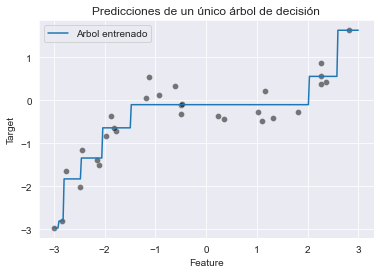 Predicciones de un único árbol de decisión
Arbol entrenado
1
0
−1
−2
−3
Target
−3 −2 −1 0 1 2 3
Feature